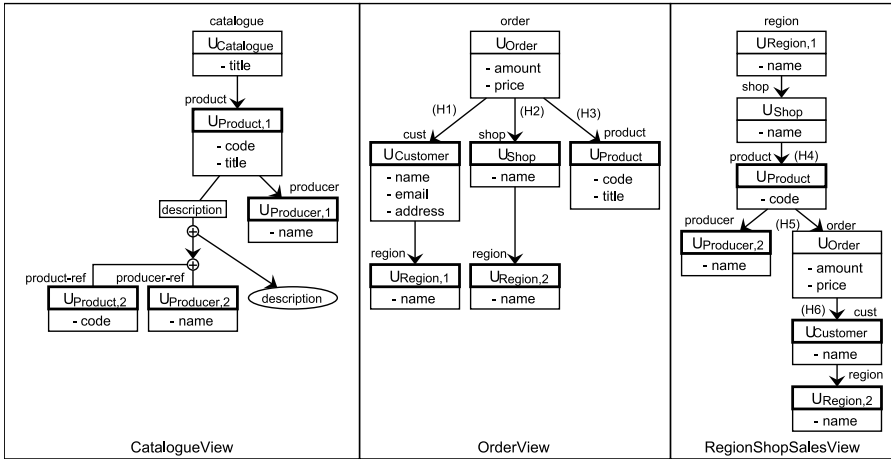 catalogue
UCatalogue
- title
product
UProduct,1
- code
- title
producer
description
UProducer,1
- name
product-ref
producer-ref
description
UProduct,2
UProducer,2
- code
- name
CatalogueView
order
UOrder
- amount
- price
(H1)
(H2)
(H3)
cust
shop
product
UCustomer
UShop
UProduct
- name
- email
- address
- name
- code
- title
region
region
URegion,1
URegion,2
- name
- name
OrderView
region
URegion,1
- name
shop
UShop
- name
product
(H4)
UProduct
- code
producer
(H5)
order
UProducer,2
- name
UOrder
- amount
- price
(H6)
cust
UCustomer
- name
region
URegion,2
- name
RegionShopSalesView